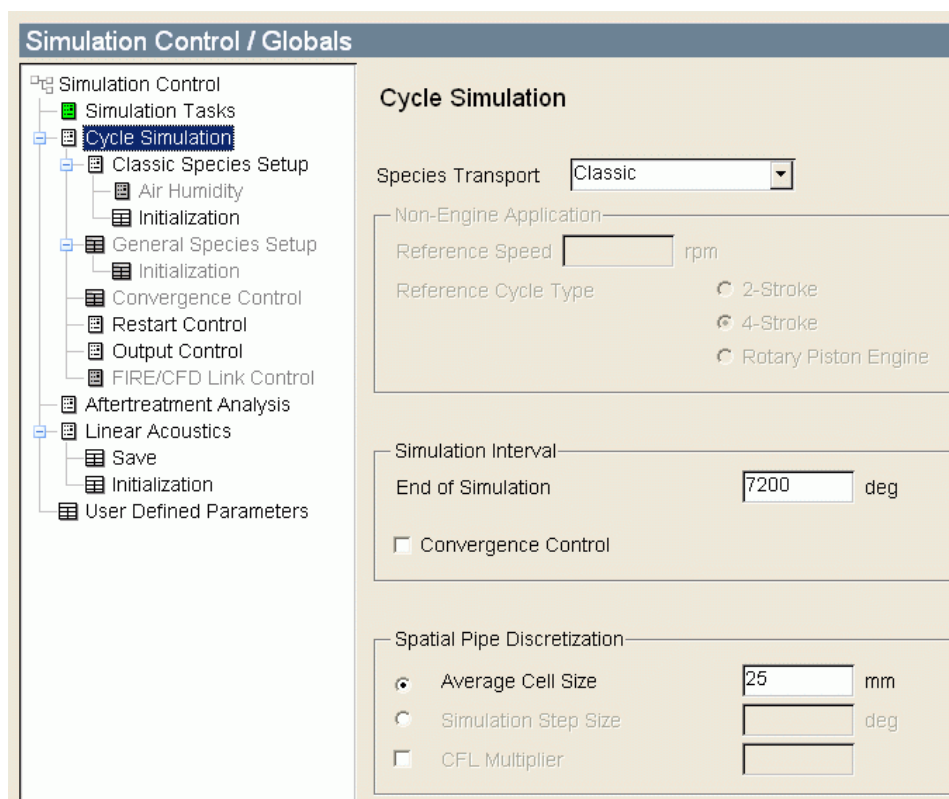 Simulation Control / Globals
Simulation Control
Simulation Tasks
Cycle Simulation
Classic Species Setup
Air Humidity
Initialization
General Species Setup
Initialization
Convergence Control
Restart Control
Output Control
FIRE/CFD Link Control
Aftertreatment Analysis
Linear Acoustics
Save
Initialization
User Defined Parameters
Cycle Simulation
Species Transport Classic
Non-Engine Application
Reference Speed rpm
Reference Cycle Type 2-Stroke
4-Stroke
Rotary Piston Engine
Simulation Interval
End of Simulation 7200 deg
Convergence Control
Spatial Pipe Discretization
Average Cell Size 25 mm
Simulation Step Size deg
CFL Multiplier